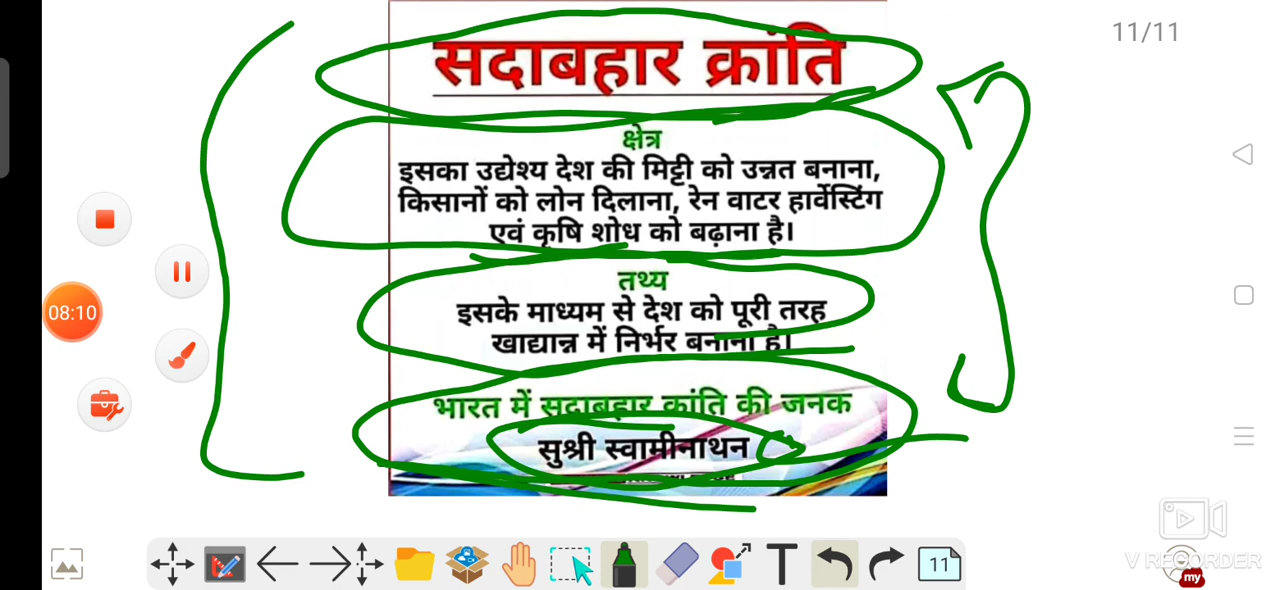 11/11
सदाबहार क्रांति
क्षेत्र
इसका उद्येश्य देश की मिट्टी को उन्नत बनाना,
किसानों को लोन दिलाना, रेन वाटर हार्वेस्टिंग
एवं कृषि शोध को बढ़ाना है।
तथ्य
इसके माध्यम से देश को पूरी तरह
खाद्यान्न में निर्भर बनाना है।
08:10
भारत में सदाबहार क्रांति की जनक
सुश्री स्वामीनाथन
V RECORDER
T
11
my